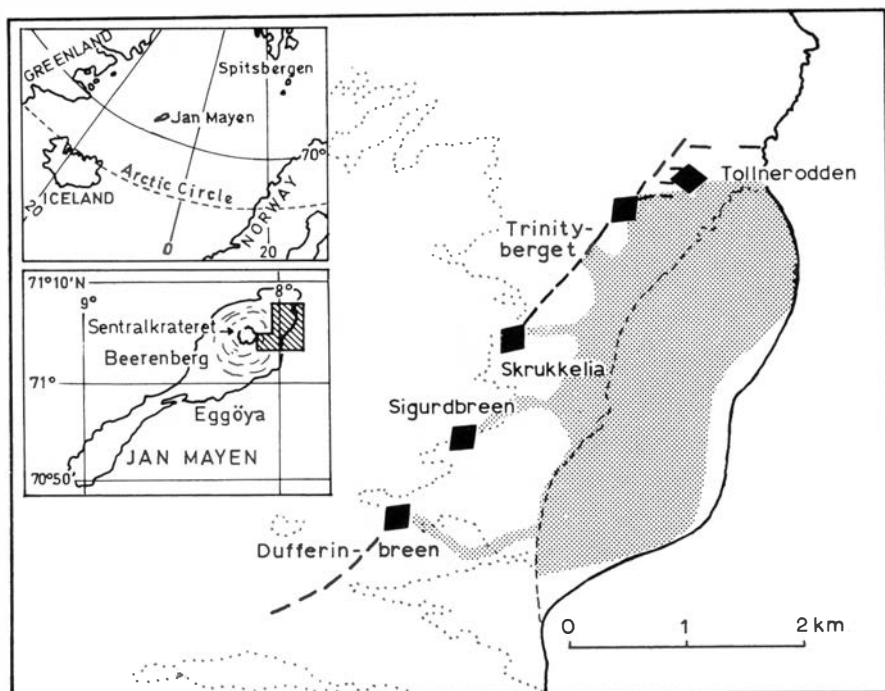 GREENLAND
Spitsbergen
Jan Mayen
70°
Arctic Circle
ICELAND
NORWAY
20
0
20
71°10'N
9°
8°
Sentralkrateret
Beerenberg
71°
Eggöya
JAN MAYEN
70°50'
Tollnerodden
Trinity-
berget
Skrukkelia
Sigurdbreen
Dufferin-breen
0 1 2 km